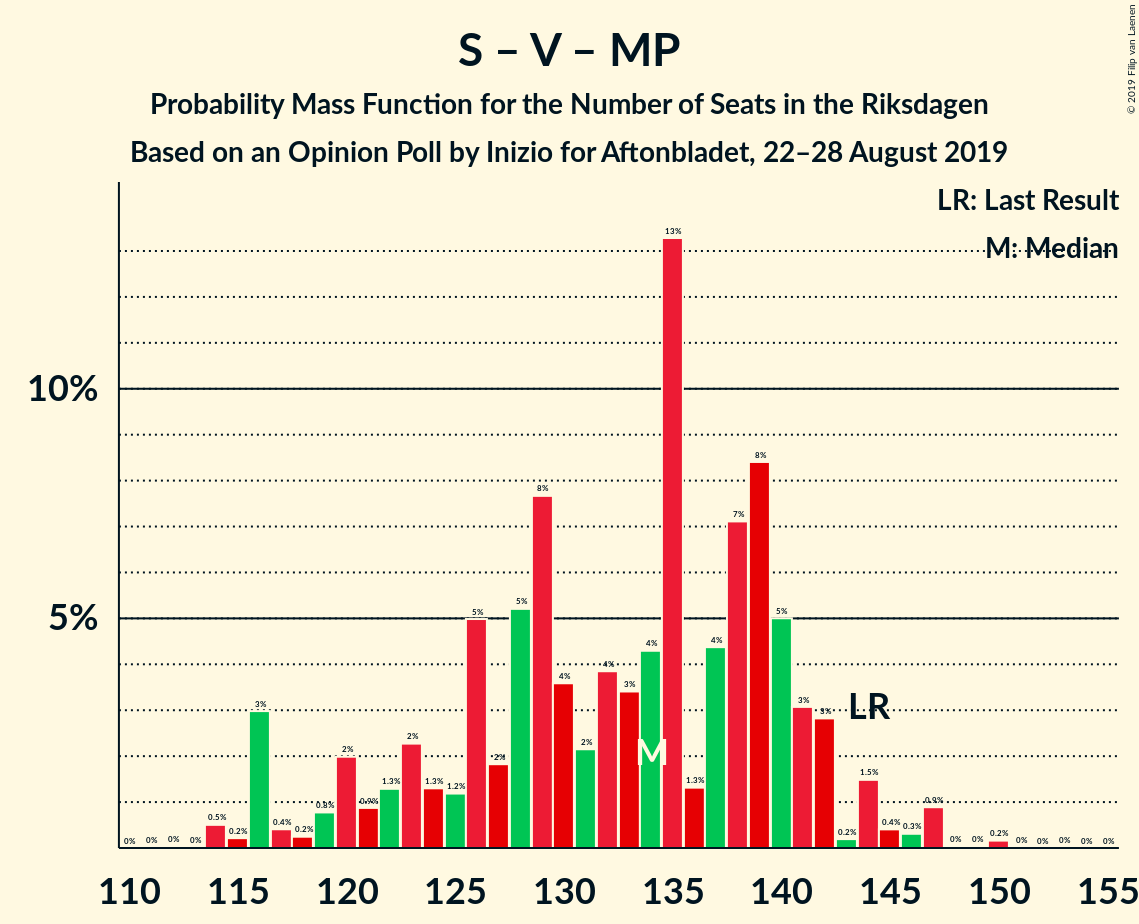 S – V – MP
Probability Mass Function for the Number of Seats in the Riksdagen
Based on an Opinion Poll by Inizio for Aftonbladet, 22–28 August 2019
© 2019 Filip van Laenen
LR: Last Result
M: Median
10%
5%
0% 0% 0% 0% 0.5% 0.2% 3% 0.4% 0.2% 0.8% 2% 0.9% 1.3% 2% 1.3% 1.2% 5% 2% 5% 8% 4% 2% 4% 3% 4% 13% 1.3% 4% 7% 8% 5% 3% 3% 0.2% 1.5% 0.4% 0.3% 0.9% 0% 0% 0.2% 0% 0% 0% 0% 0%
LR
M
110 115 120 125 130 135 140 145 150 155